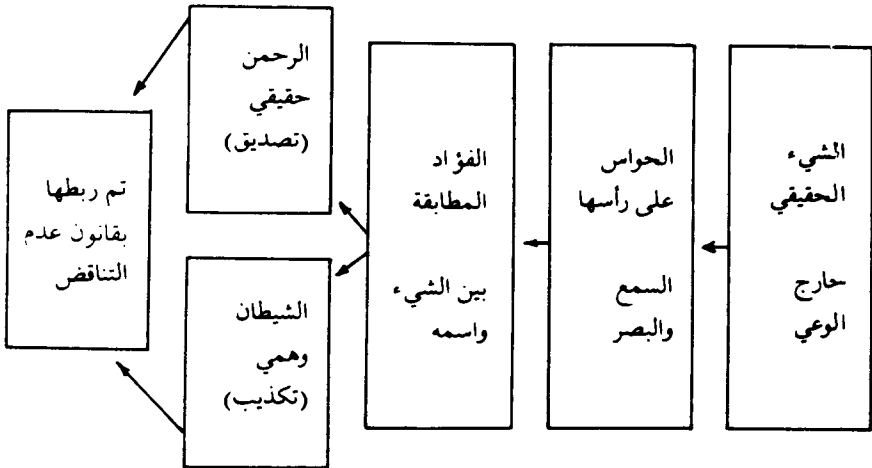 الشيء
الحقيقي
خارج
الوعي
الحواس
على رأسها
السمع
والبصر
الفؤاد
المطابقة
بين الشيء
واسمه
الرحمن
حقيقي
(تصديق)
الشيطان
وهمي
(تكذيب)
تم ربطها
بقانون عدم
التناقض